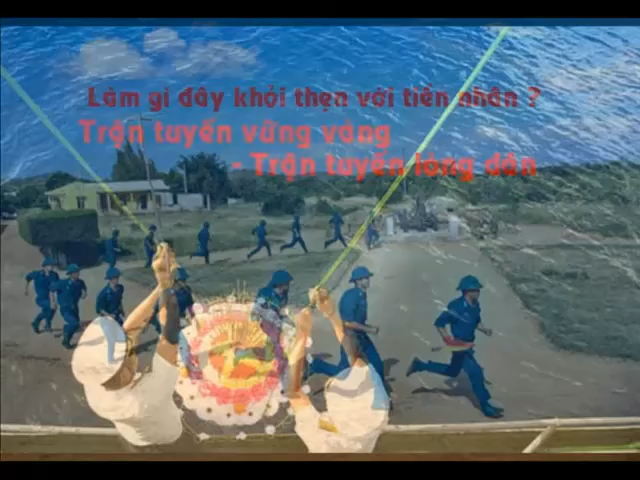 Làm gì đây khỏi thẹn với tiền nhân ?
Trận tuyến vững vàng
- Trận tuyến lòng dân